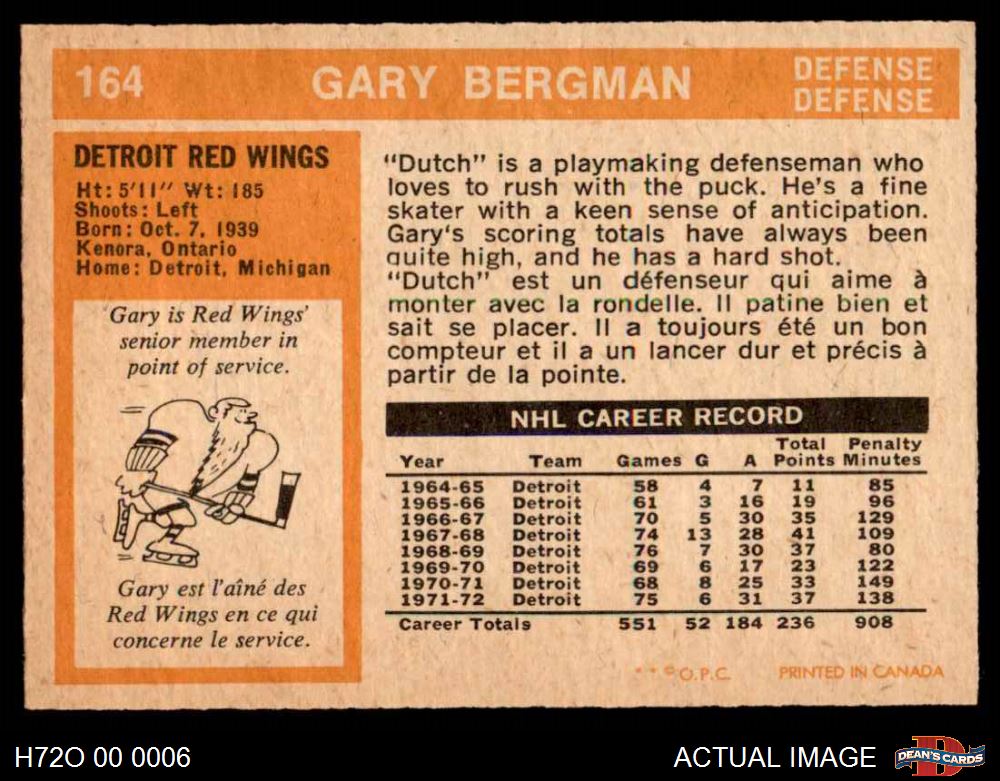 164
GARY BERGMAN
DEFENSE
DEFENSE
DETROIT RED WINGS
Ht: 5'11" Wt: 185
Shoots: Left
Born: Oct. 7, 1939
Kenora, Ontario
Home: Detroit, Michigan
Gary is Red Wings'
senior member in
point of service.
Gary est l'aîné des
Red Wings en ce qui
concerne le service.
"Dutch" is a playmaking defenseman who
loves to rush with the puck. He's a fine
skater with a keen sense of anticipation.
Gary's scoring totals have always been
quite high, and he has a hard shot.
"Dutch" est un défenseur qui aime à
monter avec la rondelle. Il patine bien et
sait se placer. Il a toujours été un bon
compteur et il a un lancer dur et précis à
partir de la pointe.
NHL CAREER RECORD
Total Penalty
Year Team Games G A Points Minutes
1964-65 Detroit 58 4 7 11 85
1965-66 Detroit 61 3 16 19 96
1966-67 Detroit 70 5 30 35 129
1967-68 Detroit 74 13 28 41 109
1968-69 Detroit 76 7 30 37 80
1969-70 Detroit 69 6 17 23 122
1970-71 Detroit 68 8 25 33 149
1971-72 Detroit 75 6 31 37 138
Career Totals 551 52 184 236 908
* * © O.P.C. PRINTED IN CANADA
H72O 00 0006
ACTUAL IMAGE
DEAN'S CARDS